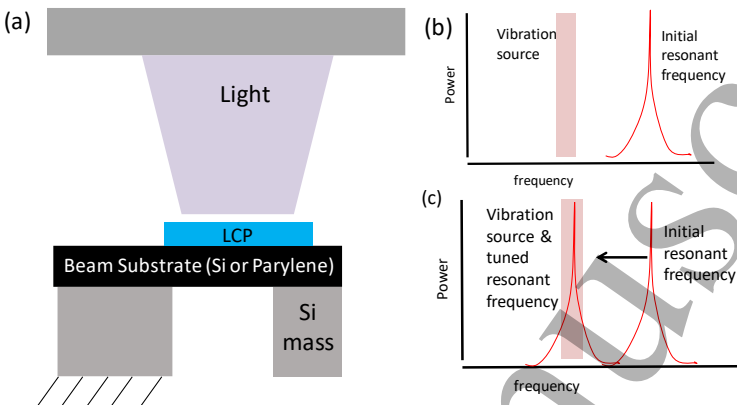 (a)
Light
LCP
Beam Substrate (Si or Parylene)
Si
mass
(b)
Vibration
source
Initial
resonant
frequency
Power
frequency
(c)
Vibration
source &
tuned
resonant
frequency
Initial
resonant
frequency
Power
frequency